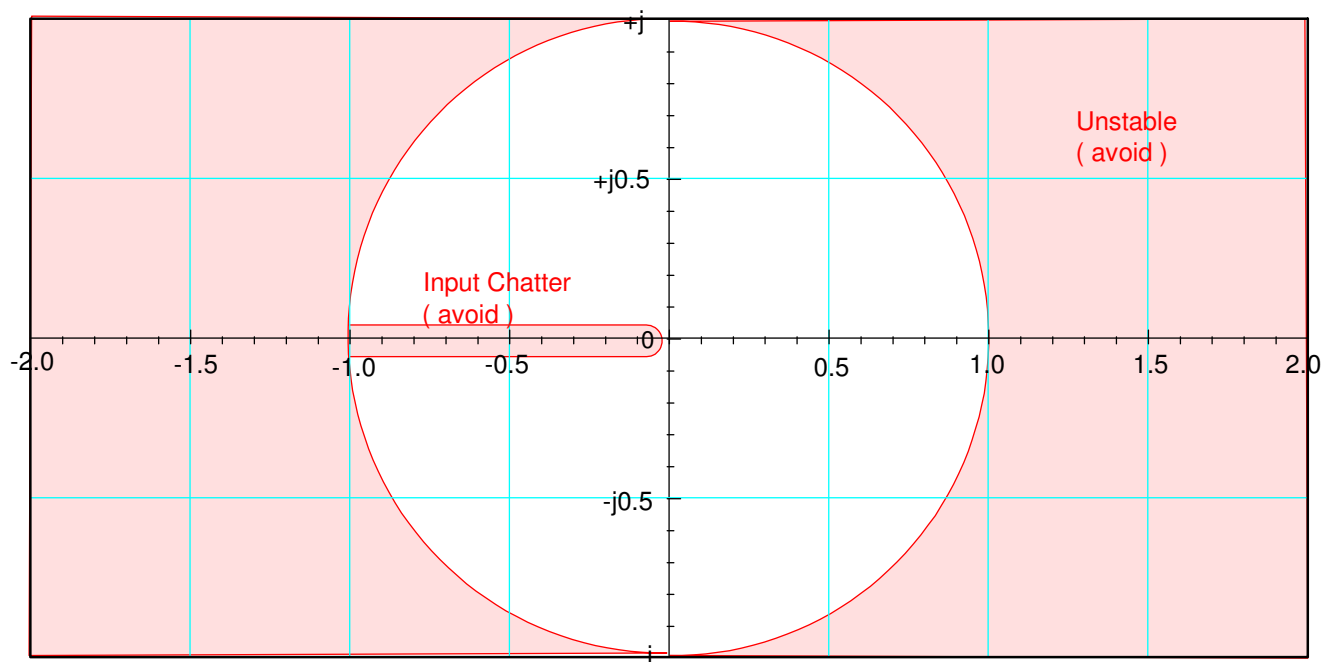 +j
Unstable
( avoid )
+j0.5
Input Chatter
( avoid )
0
-2.0
-1.5
-1.0
-0.5
0.5
1.0
1.5
2.0
-j0.5
-j